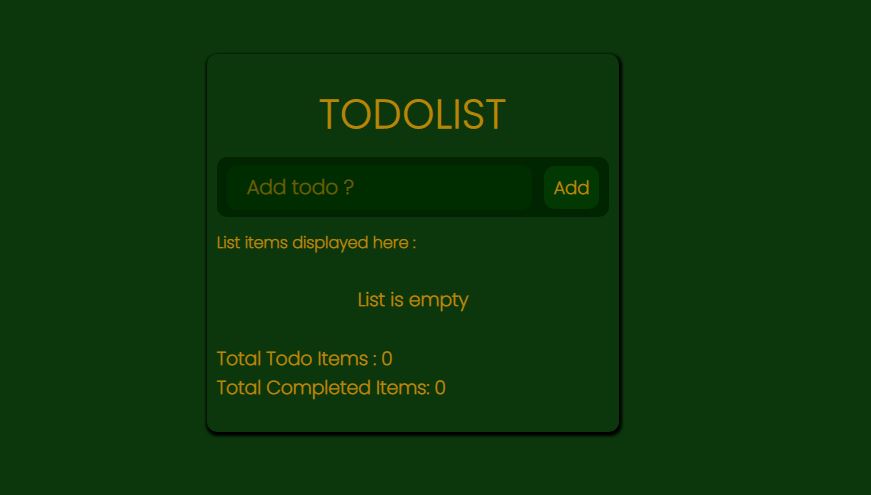 TODOLIST
Add todo ? Add
List items displayed here :
List is empty
Total Todo Items : 0
Total Completed Items: 0